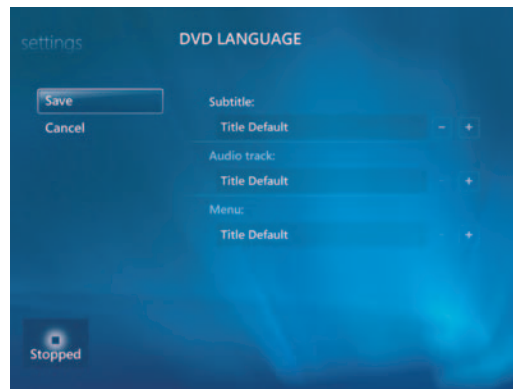 settings
DVD LANGUAGE
Save
Cancel
Subtitle:
Title Default - +
Audio track:
Title Default - +
Menu:
Title Default - +
Stopped